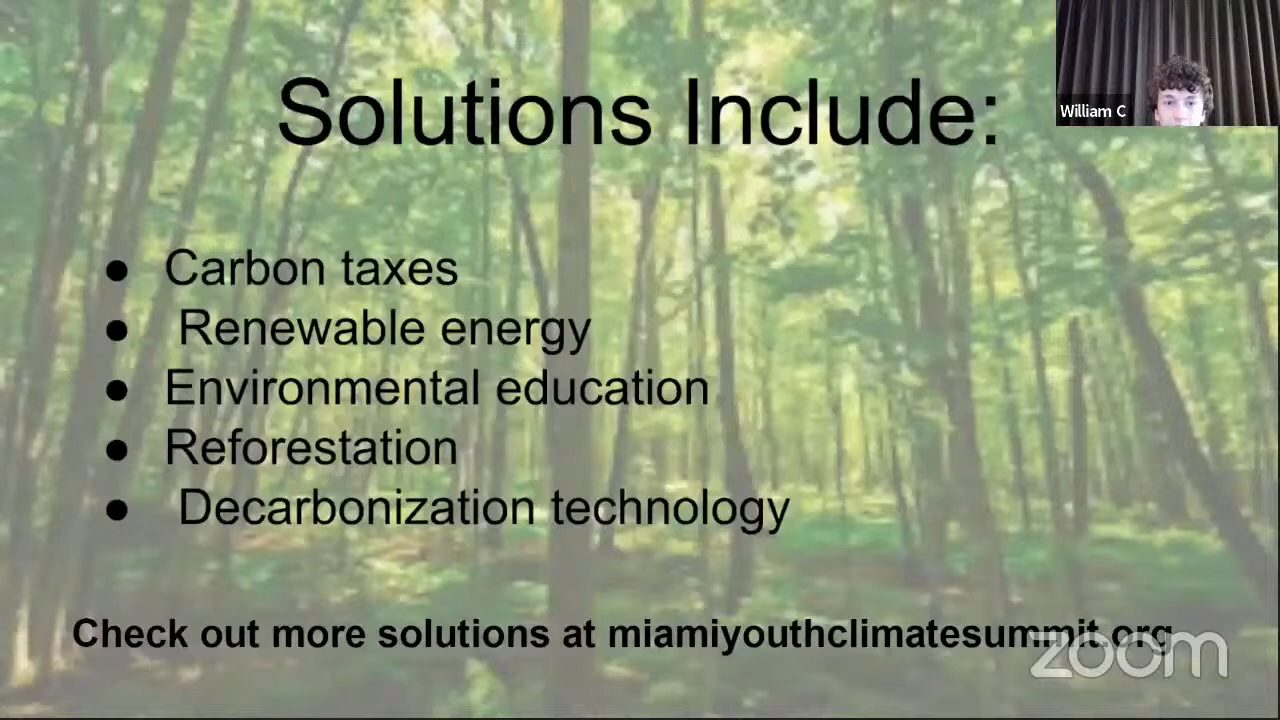 Solutions Include:
William C
● Carbon taxes
● Renewable energy
● Environmental education
● Reforestation
● Decarbonization technology
Check out more solutions at miamiyouthclimatesummit.org
zoom